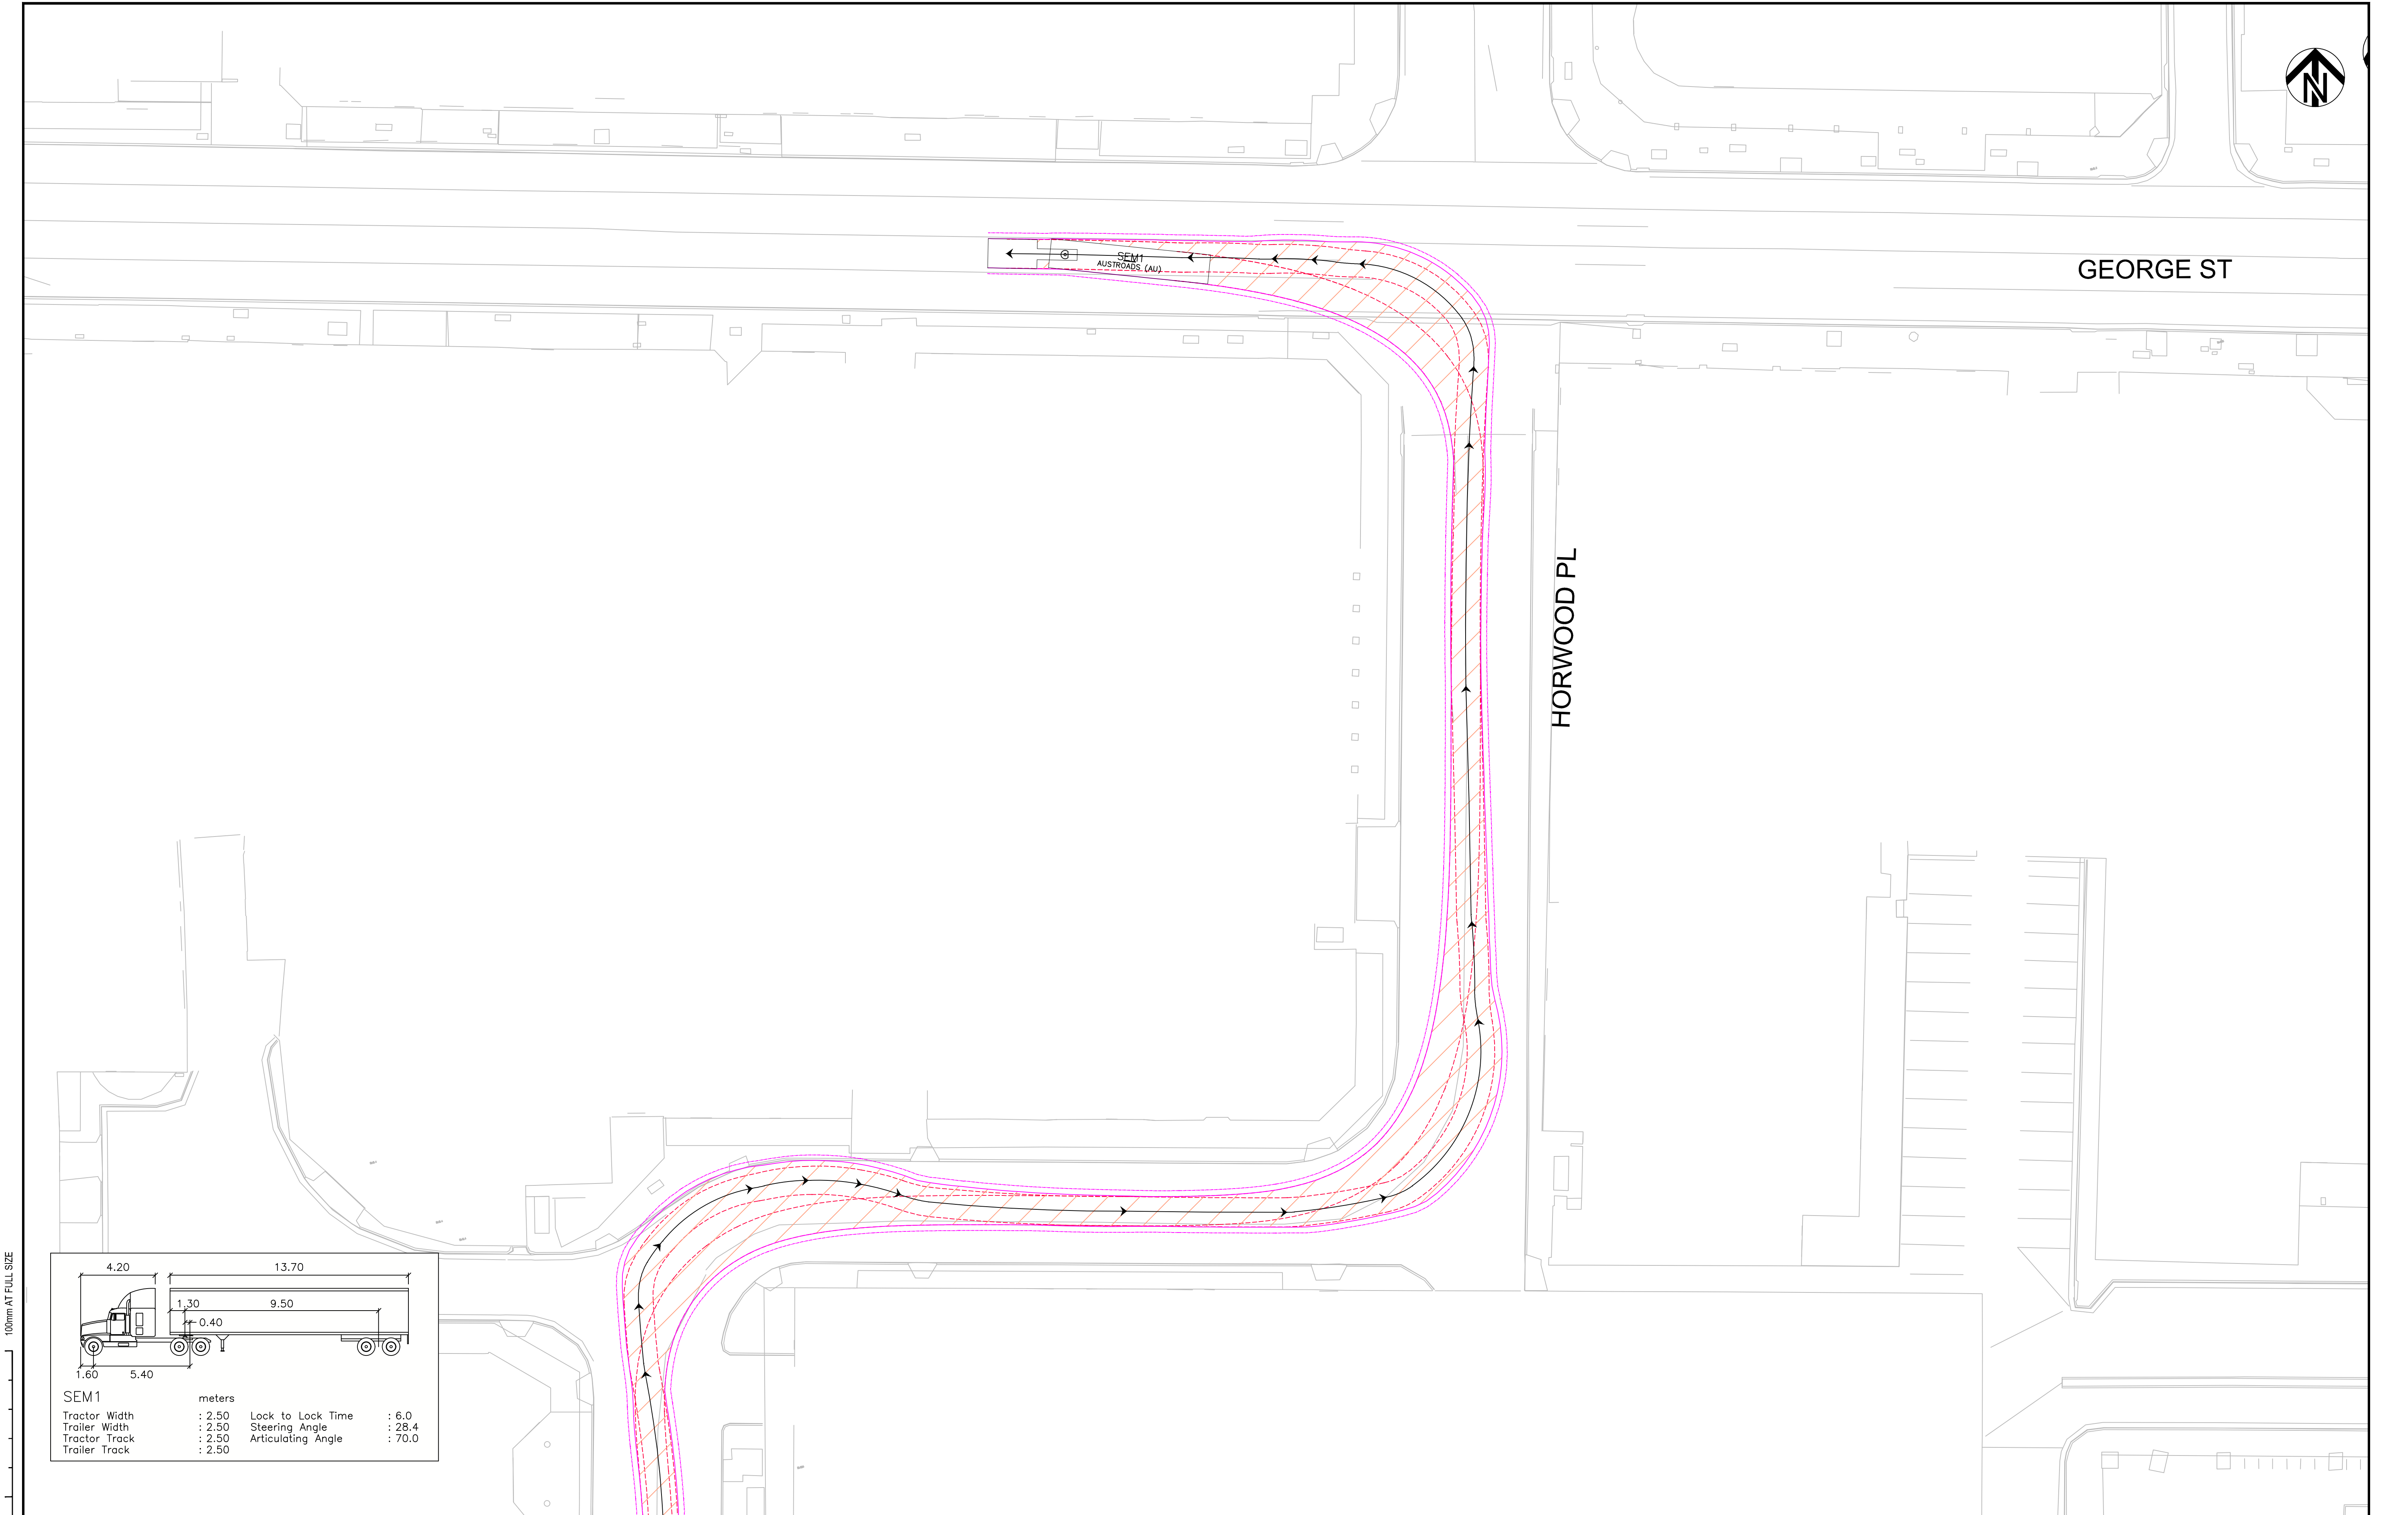 N
GEORGE ST
SEM1
AUSTROADS (AU)
HORWOOD PL
100mm AT FULL SIZE
4.20
13.70
1.30
9.50
0.40
1.60
5.40
SEM1
meters
Tractor Width : 2.50 Lock to Lock Time : 6.0
Trailer Width : 2.50 Steering Angle : 28.4
Tractor Track : 2.50 Articulating Angle : 70.0
Trailer Track : 2.50